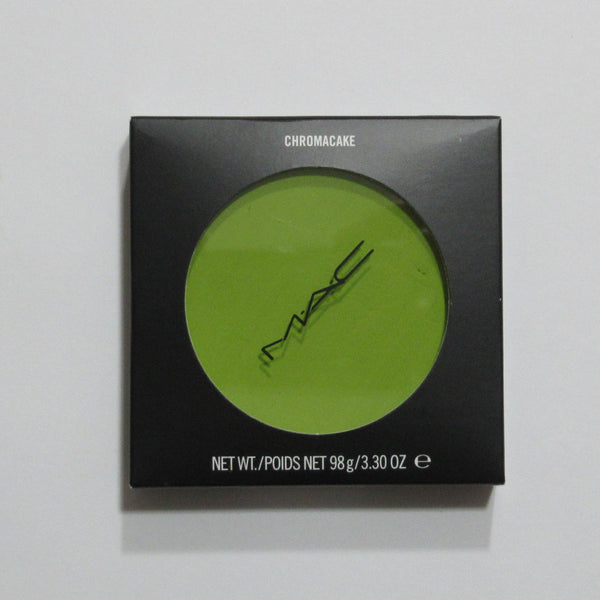 CHROMACAKE
MAC
NET WT./POIDS NET 98g/3.30 OZ ℮